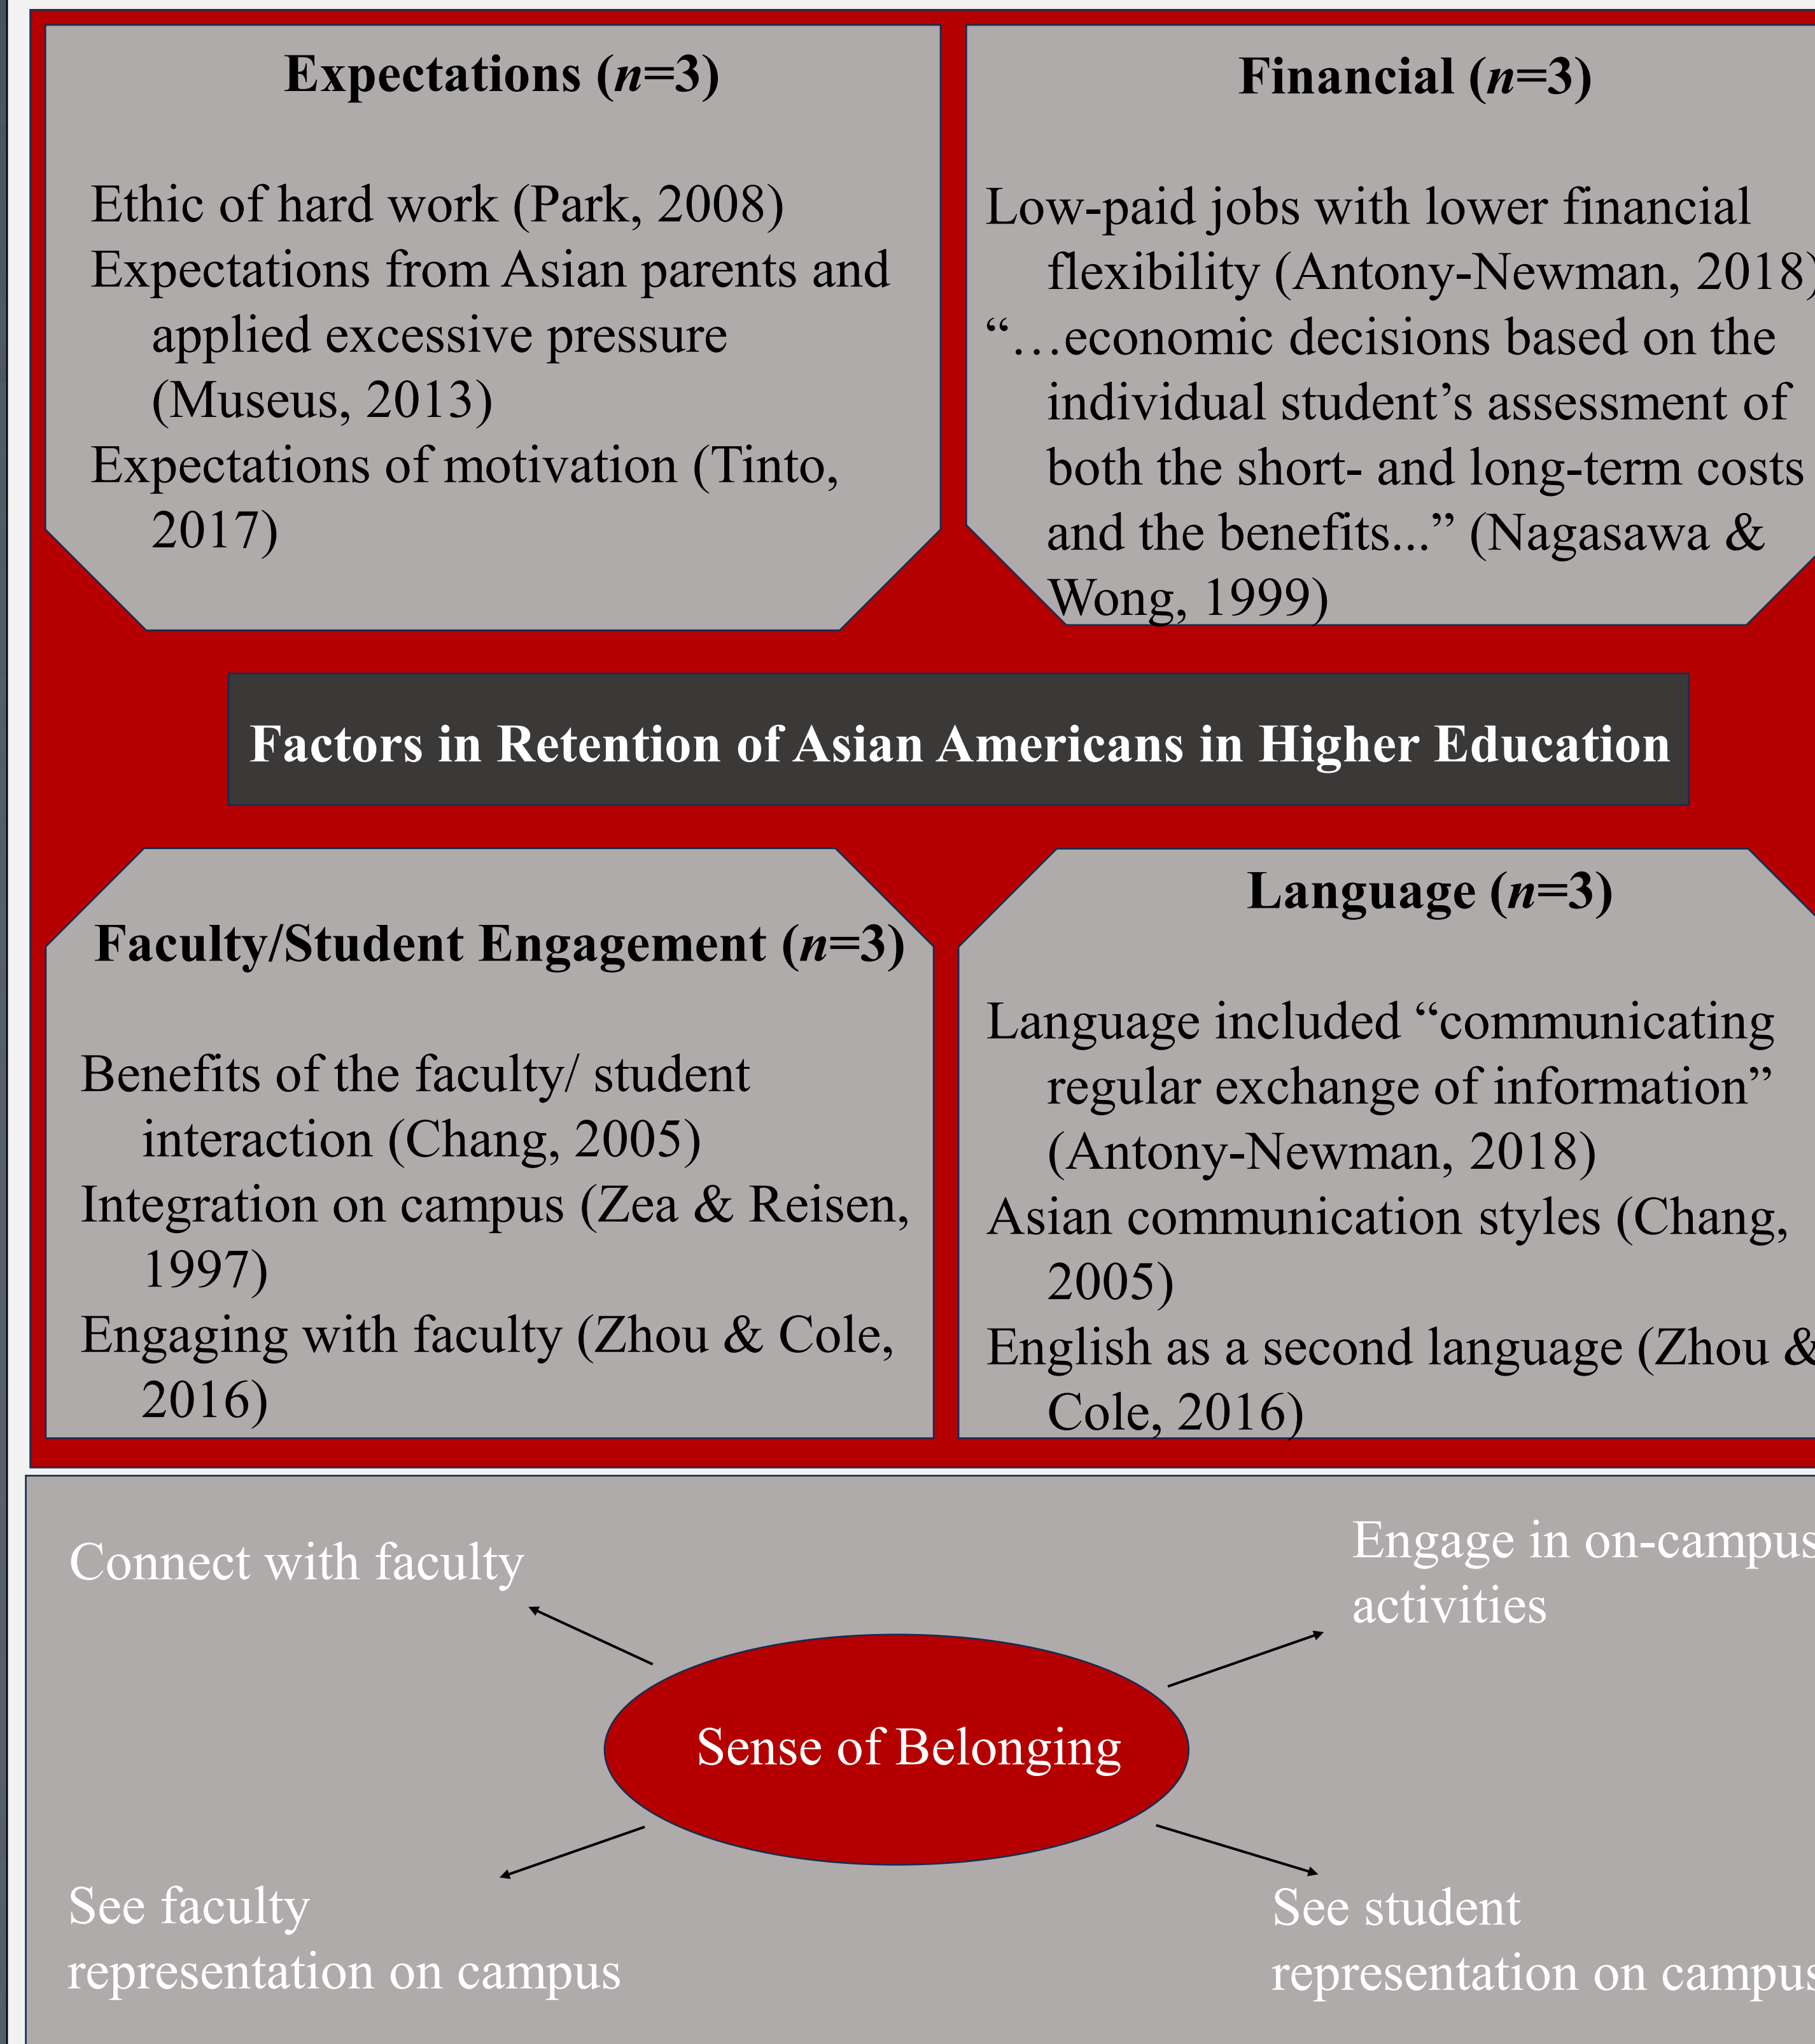 Expectations (n=3)
Ethic of hard work (Park, 2008)
Expectations from Asian parents and
applied excessive pressure
(Museus, 2013)
Expectations of motivation (Tinto,
2017)
Financial (n=3)
Low-paid jobs with lower financial
flexibility (Antony-Newman, 2018)
“…economic decisions based on the
individual student’s assessment of
both the short- and long-term costs
and the benefits...” (Nagasawa &
Wong, 1999)
Factors in Retention of Asian Americans in Higher Education
Faculty/Student Engagement (n=3)
Benefits of the faculty/ student
interaction (Chang, 2005)
Integration on campus (Zea & Reisen,
1997)
Engaging with faculty (Zhou & Cole,
2016)
Language (n=3)
Language included “communicating
regular exchange of information”
(Antony-Newman, 2018)
Asian communication styles (Chang,
2005)
English as a second language (Zhou &
Cole, 2016)
Connect with faculty
Engage in on-campus
activities
Sense of Belonging
See faculty
representation on campus
See student
representation on campus